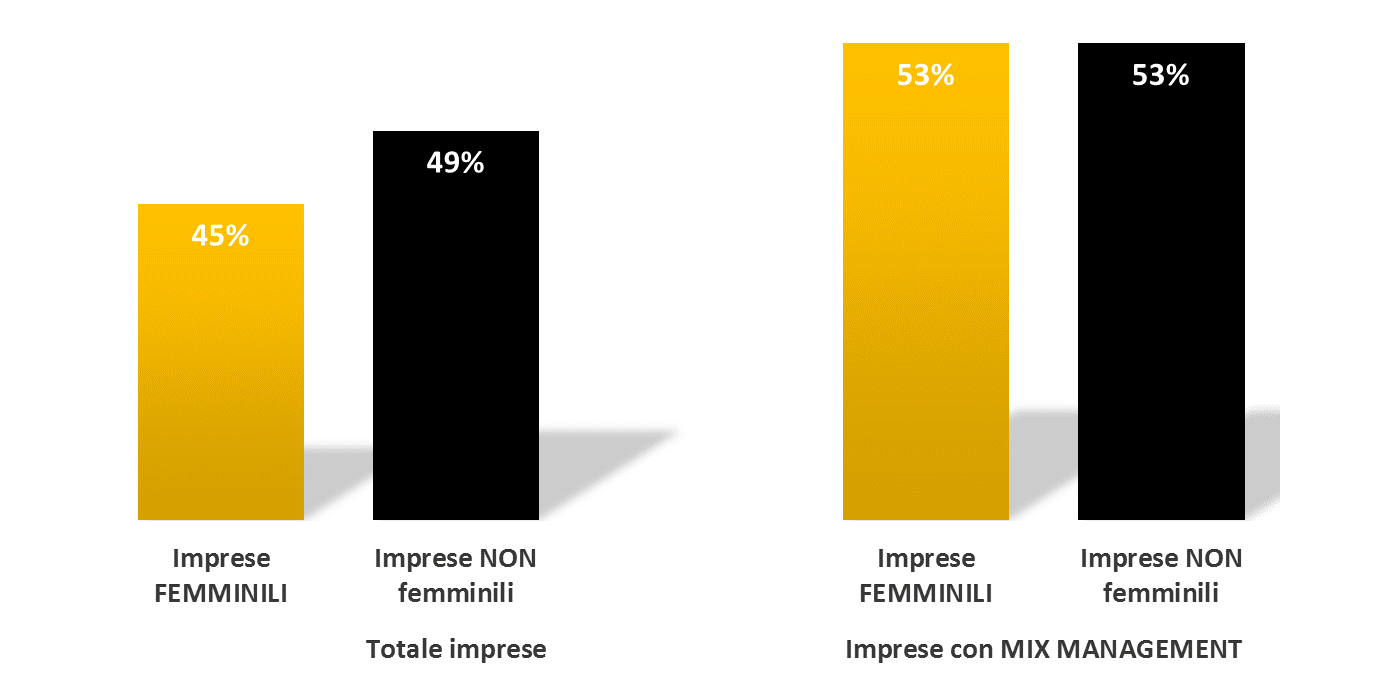 53%
53%
49%
45%
Imprese
FEMMINILI
Imprese NON
femminili
Imprese
FEMMINILI
Imprese NON
femminili
Totale imprese
Imprese con MIX MANAGEMENT